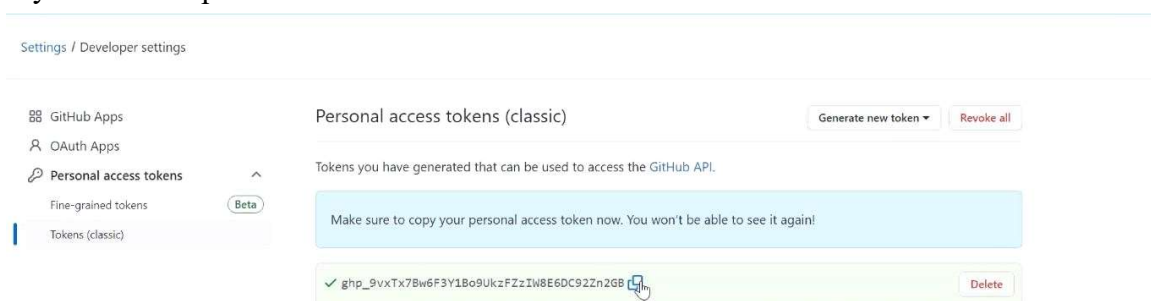 Settings / Developer settings
GitHub Apps
OAuth Apps
Personal access tokens
Fine-grained tokens Beta
Tokens (classic)
Personal access tokens (classic) Generate new token Revoke all
Tokens you have generated that can be used to access the GitHub API.
Make sure to copy your personal access token now. You won't be able to see it again!
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 Delete